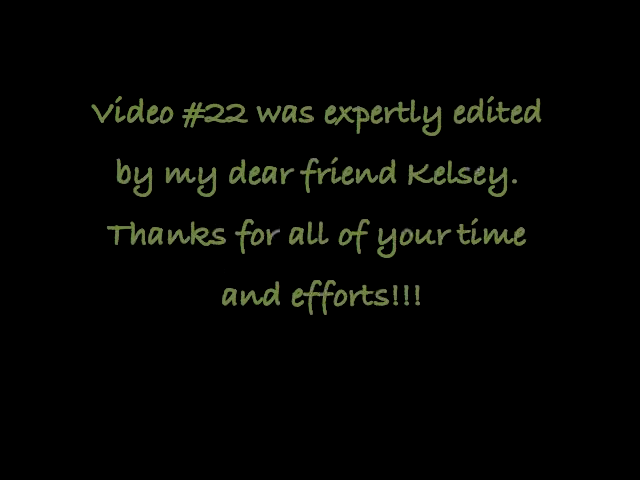 Video #22 was expertly edited
by my dear friend Kelsey.
Thanks for all of your time
and efforts!!!